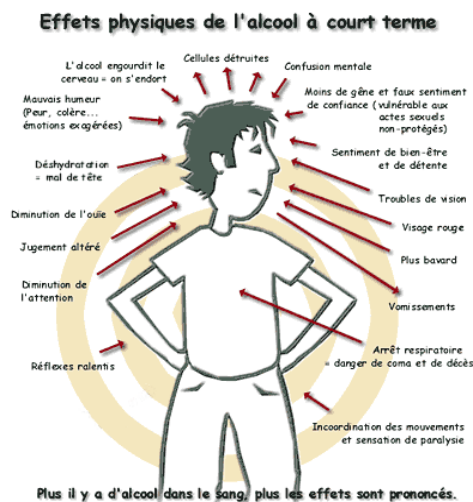 Effets physiques de l'alcool à court terme
L'alcool engourdit le
cerveau = on s'endort
Cellules détruites
Confusion mentale
Mauvais humeur
(Peur, colère...
émotions exagérées)
Moins de gêne et faux sentiment
de confiance (vulnérable aux
actes sexuels
non-protégés)
Déshydratation
= mal de tête
Sentiment de bien-être
et de détente
Diminution de l'ouïe
Troubles de vision
Jugement altéré
Visage rouge
Plus bavard
Diminution de
l'attention
Vomissements
Réflexes ralentis
Arrêt respiratoire
= danger de coma et de décès
Incoordination des mouvements
et sensation de paralysie
Plus il y a d'alcool dans le sang, plus les effets sont prononcés.